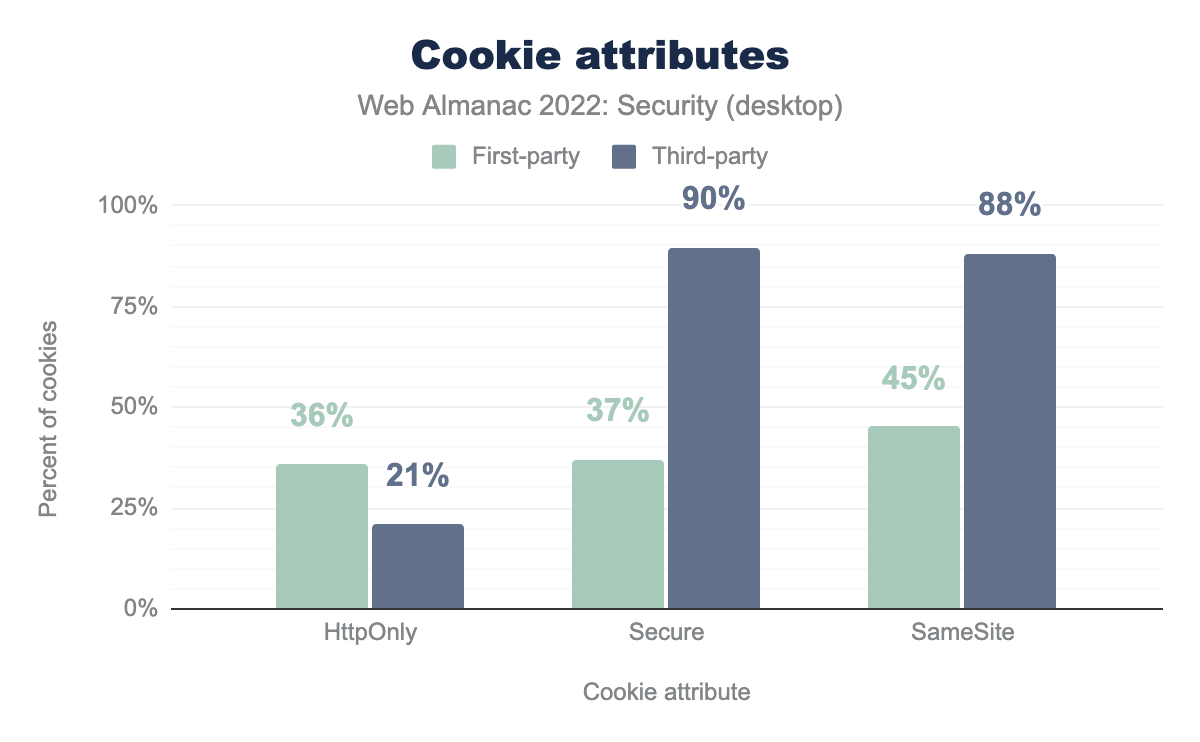 Cookie attributes
Web Almanac 2022: Security (desktop)
First-party Third-party
100%
75%
50%
25%
0%
Percent of cookies
36%
21%
37%
90%
45%
88%
HttpOnly Secure SameSite
Cookie attribute